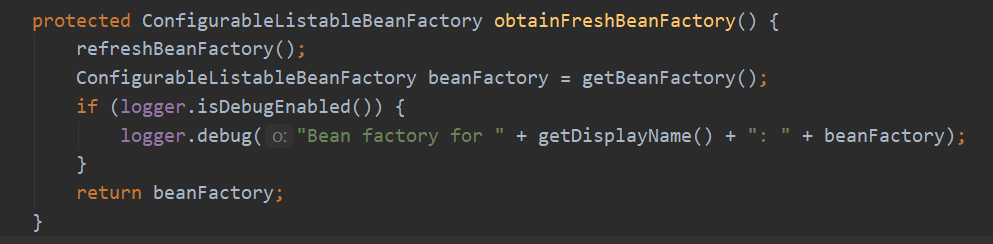 protected ConfigurableListableBeanFactory obtainFreshBeanFactory() {
    refreshBeanFactory();
    ConfigurableListableBeanFactory beanFactory = getBeanFactory();
    if (logger.isDebugEnabled()) {
        logger.debug( o: "Bean factory for " + getDisplayName() + ": " + beanFactory);
    }
    return beanFactory;
}